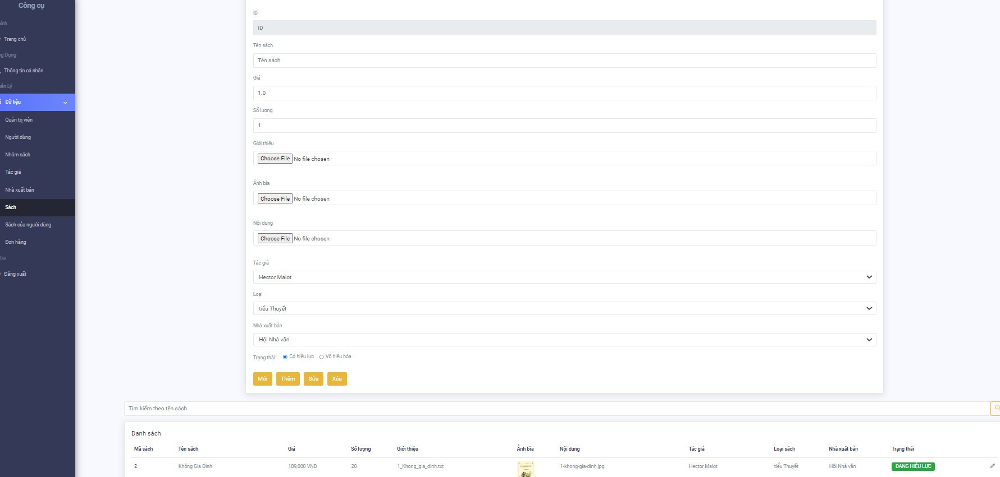 Công cụ
Trang chủ
Thông tin cá nhân
Dữ liệu
Quản trị viên
Người dùng
Nhóm sách
Tác giả
Nhà xuất bản
Sách
Sách của người dùng
Đơn hàng
Đăng xuất
ID
ID
Tên sách
Tên sách
Giá
1.0
Số lượng
1
Giới thiệu
Choose File No file chosen
Ảnh bìa
Choose File No file chosen
Nội dung
Choose File No file chosen
Tác giả
Hector Malot
Loại
tiểu Thuyết
Nhà xuất bản
Hội Nhà văn
Trạng thái: Có hiệu lực Vô hiệu hóa
Mới Thêm Sửa Xóa
Tìm kiếm theo tên sách
Danh sách
Mã sách Tên sách Giá Số lượng Giới thiệu Ảnh bìa Nội dung Tác giả Loại sách Nhà xuất bản Trạng thái
2 Không Gia Đình 109,000 VND 20 1_Khong_gia_dinh.txt 1-khong-gia-dinh.jpg Hector Malot tiểu Thuyết Hội Nhà văn ĐANG HIỆU LỰC